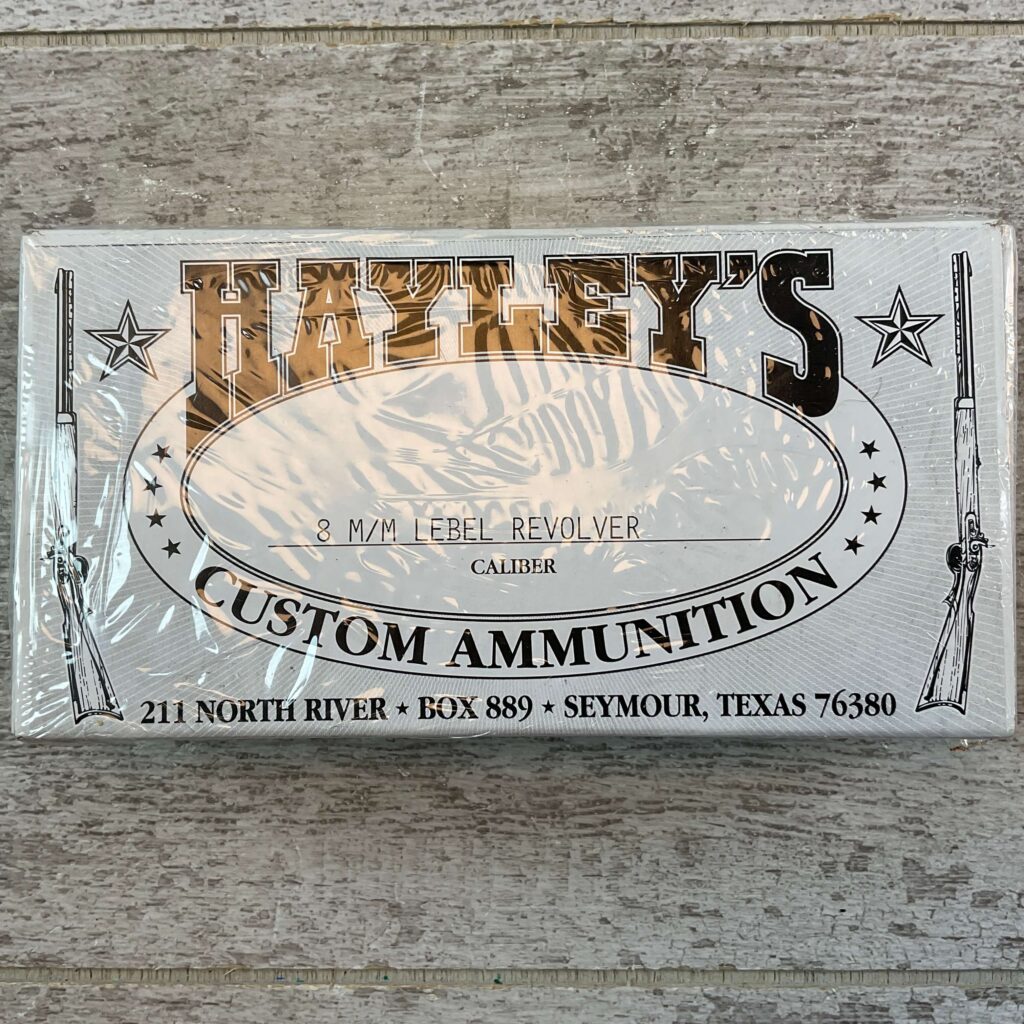 HAYLEY'S
8 M/M LEBEL REVOLVER
CALIBER
CUSTOM AMMUNITION
211 NORTH RIVER ★ BOX 889 ★ SEYMOUR, TEXAS 76380